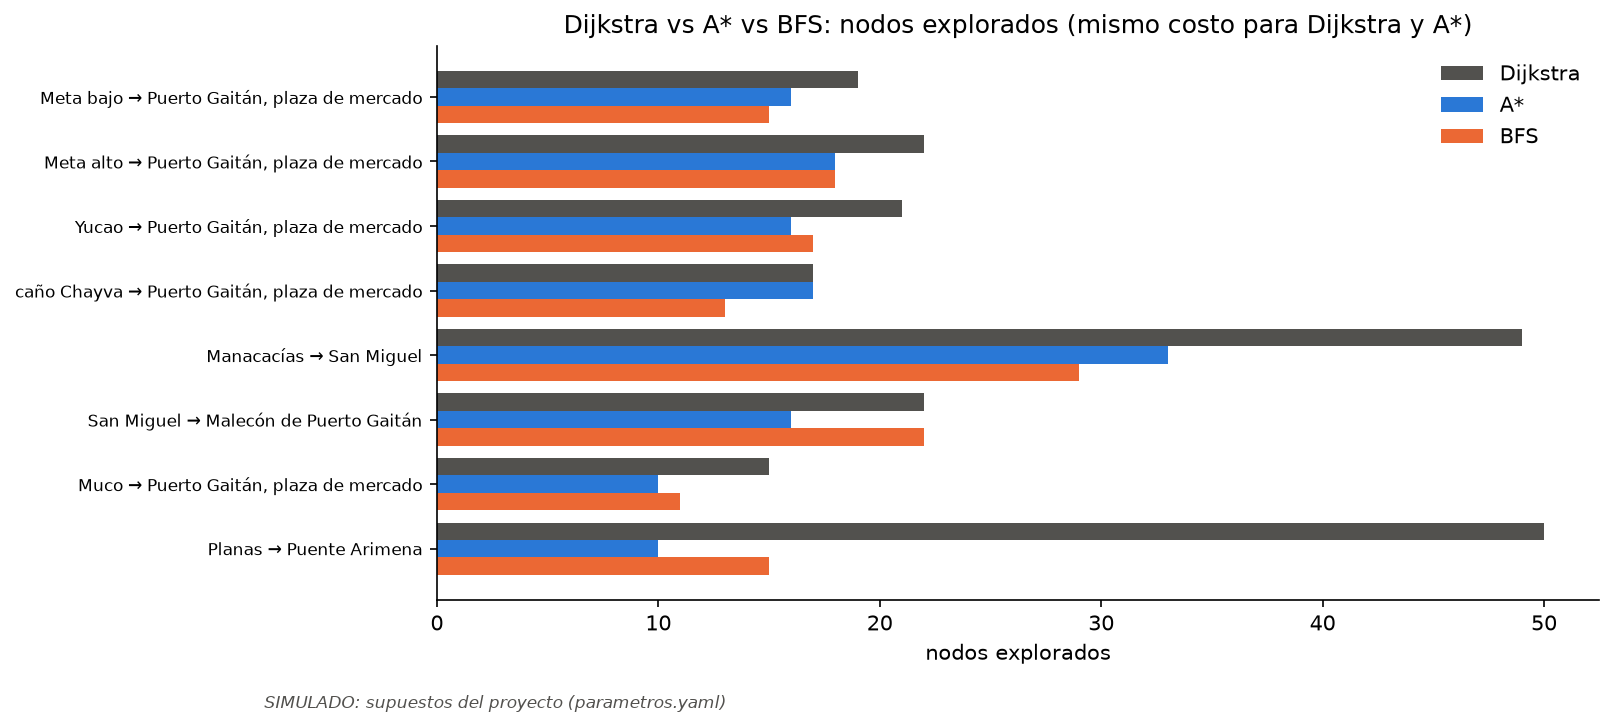 Dijkstra vs A* vs BFS: nodos explorados (mismo costo para Dijkstra y A*)
Dijkstra
A*
BFS
Meta bajo → Puerto Gaitán, plaza de mercado
Meta alto → Puerto Gaitán, plaza de mercado
Yucao → Puerto Gaitán, plaza de mercado
caño Chayva → Puerto Gaitán, plaza de mercado
Manacacías → San Miguel
San Miguel → Malecón de Puerto Gaitán
Muco → Puerto Gaitán, plaza de mercado
Planas → Puente Arimena
0 10 20 30 40 50
nodos explorados
SIMULADO: supuestos del proyecto (parametros.yaml)